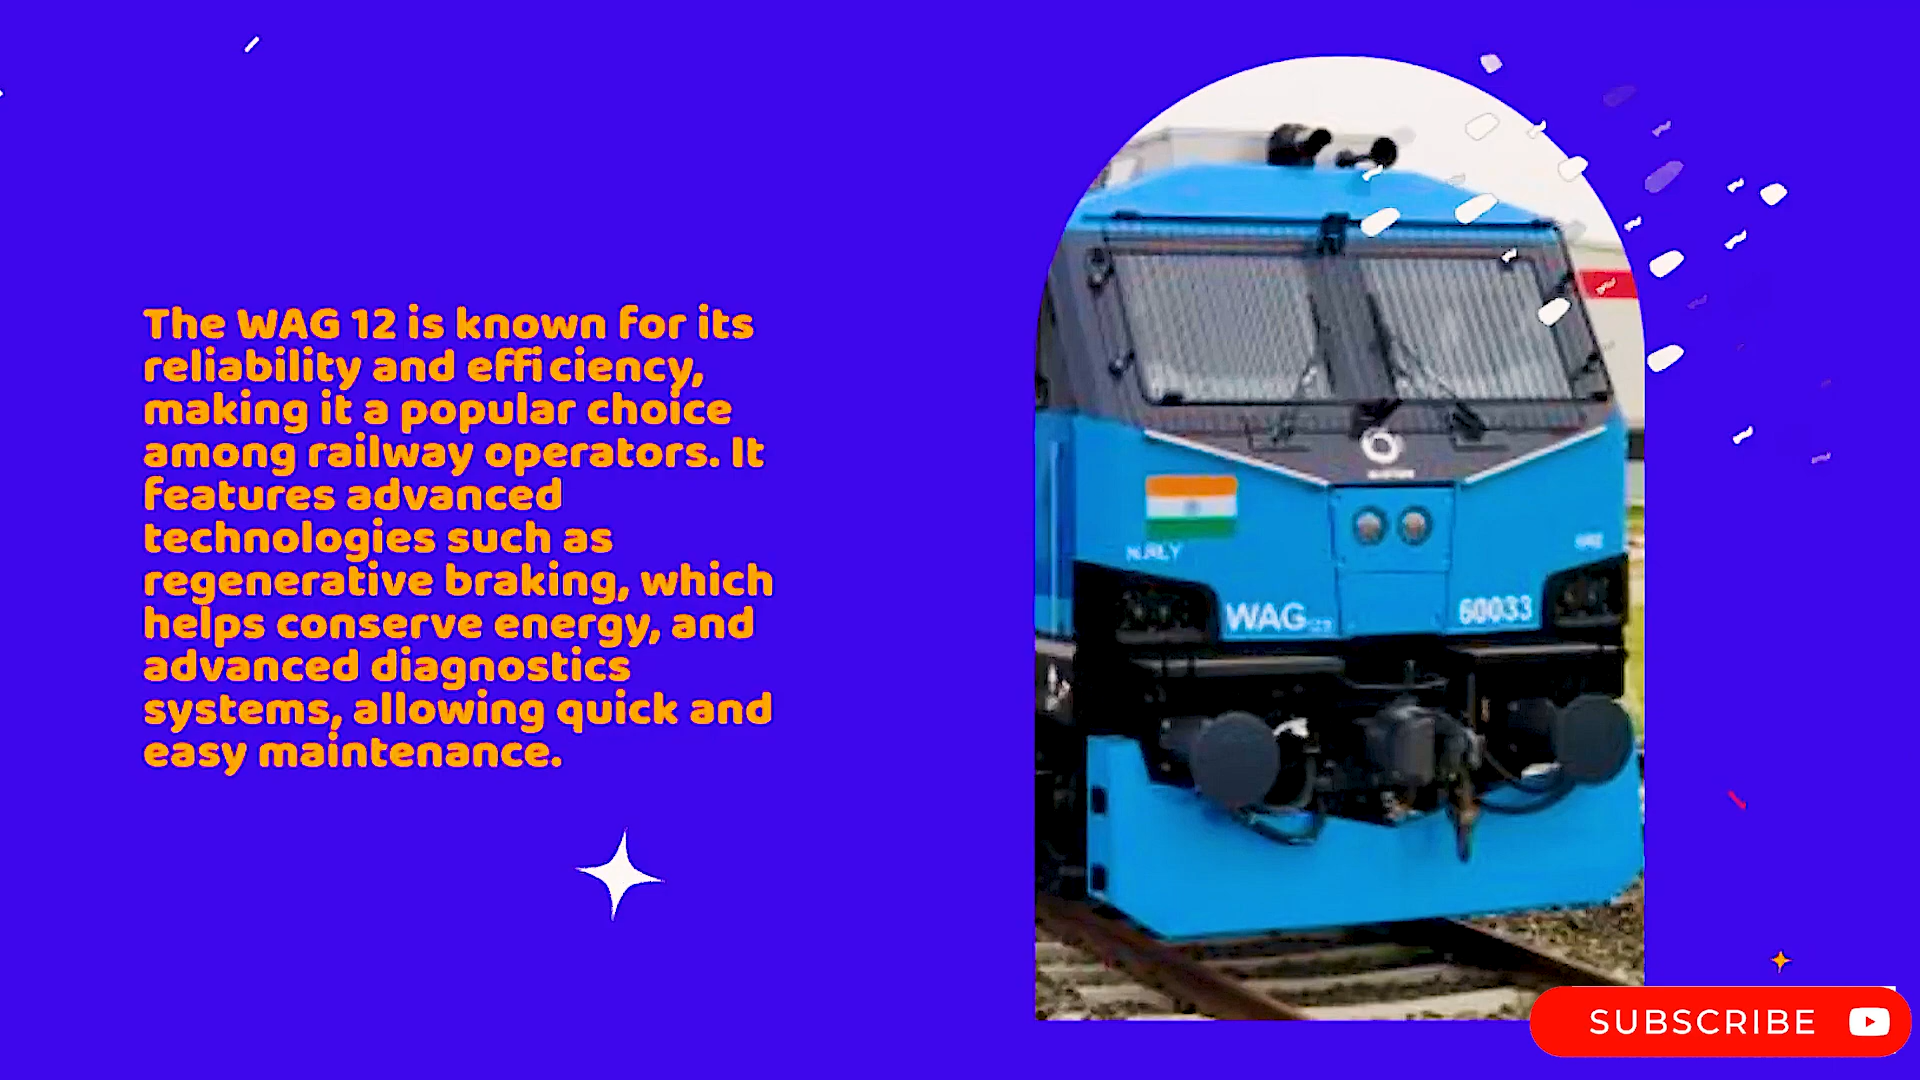 The WAG 12 is known for its
reliability and efficiency,
making it a popular choice
among railway operators. It
features advanced
technologies such as
regenerative braking, which
helps conserve energy, and
advanced diagnostics
systems, allowing quick and
easy maintenance.
N.RLY
WAG
60033
SUBSCRIBE